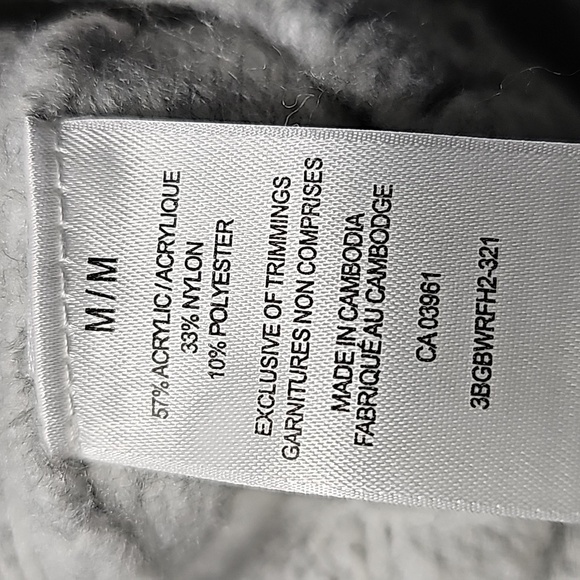 M/M
57% ACRYLIC/ACRYLIQUE
33% NYLON
10% POLYESTER
EXCLUSIVE OF TRIMMINGS
GARNITURES NON COMPRISES
MADE IN CAMBODIA
FABRIQUÉ AU CAMBODGE
CA 03961
3BGBWRFH2-321